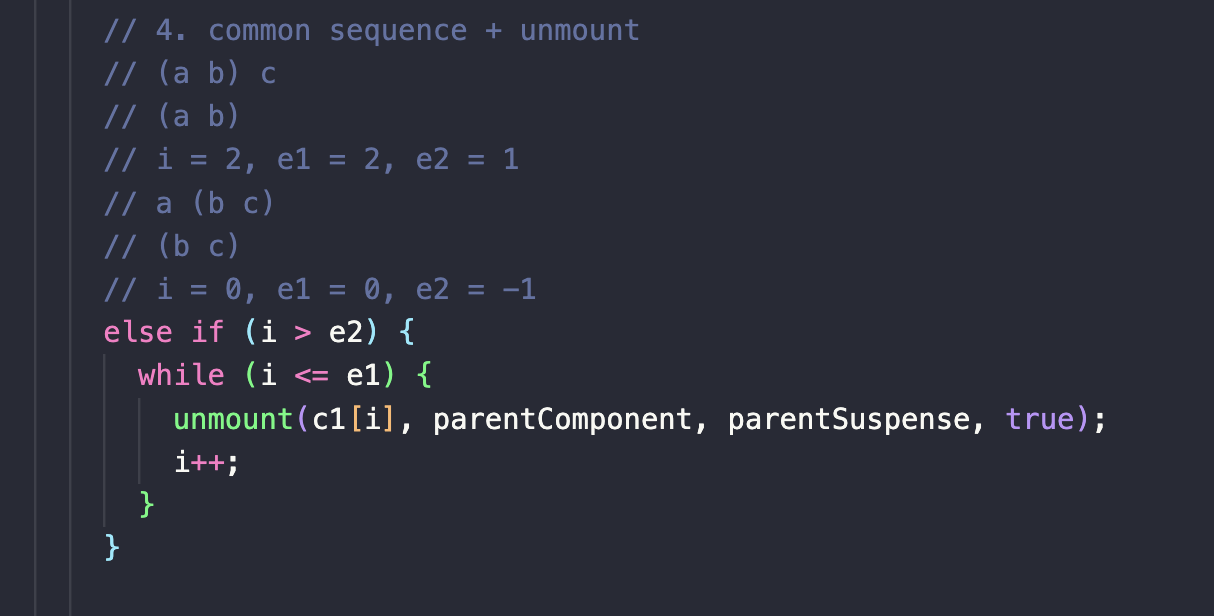 // 4. common sequence + unmount
// (a b) c
// (a b)
// i = 2, e1 = 2, e2 = 1
// a (b c)
// (b c)
// i = 0, e1 = 0, e2 = -1
else if (i > e2) {
while (i <= e1) {
unmount(c1[i], parentComponent, parentSuspense, true);
i++;
}
}